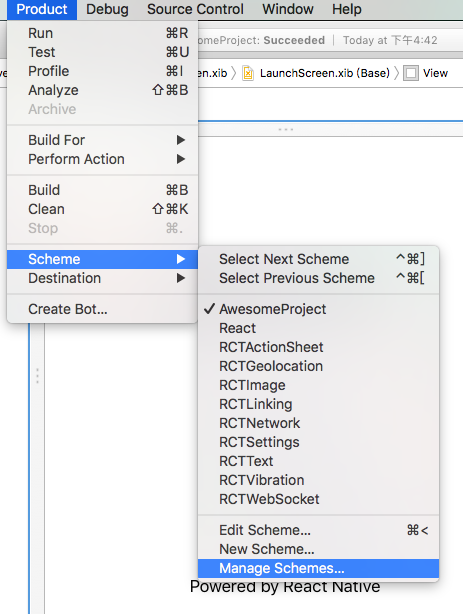 Product Debug Source Control Window Help
Run ⌘R
Test ⌘U
Profile ⌘I
Analyze ⇧⌘B
Archive
Build For ▶
Perform Action ▶
Build ⌘B
Clean ⇧⌘K
Stop ⌘.
Scheme ▶
Destination ▶
Create Bot...
someProject: Succeeded | Today at 下午4:42
en.xib 〉 LaunchScreen.xib (Base) 〉 View
Select Next Scheme ^⌘]
Select Previous Scheme ^⌘[
✓ AwesomeProject
React
RCTActionSheet
RCTGeolocation
RCTImage
RCTLinking
RCTNetwork
RCTSettings
RCTText
RCTVibration
RCTWebSocket
Edit Scheme... ⌘<
New Scheme...
Manage Schemes...
Powered by React Native